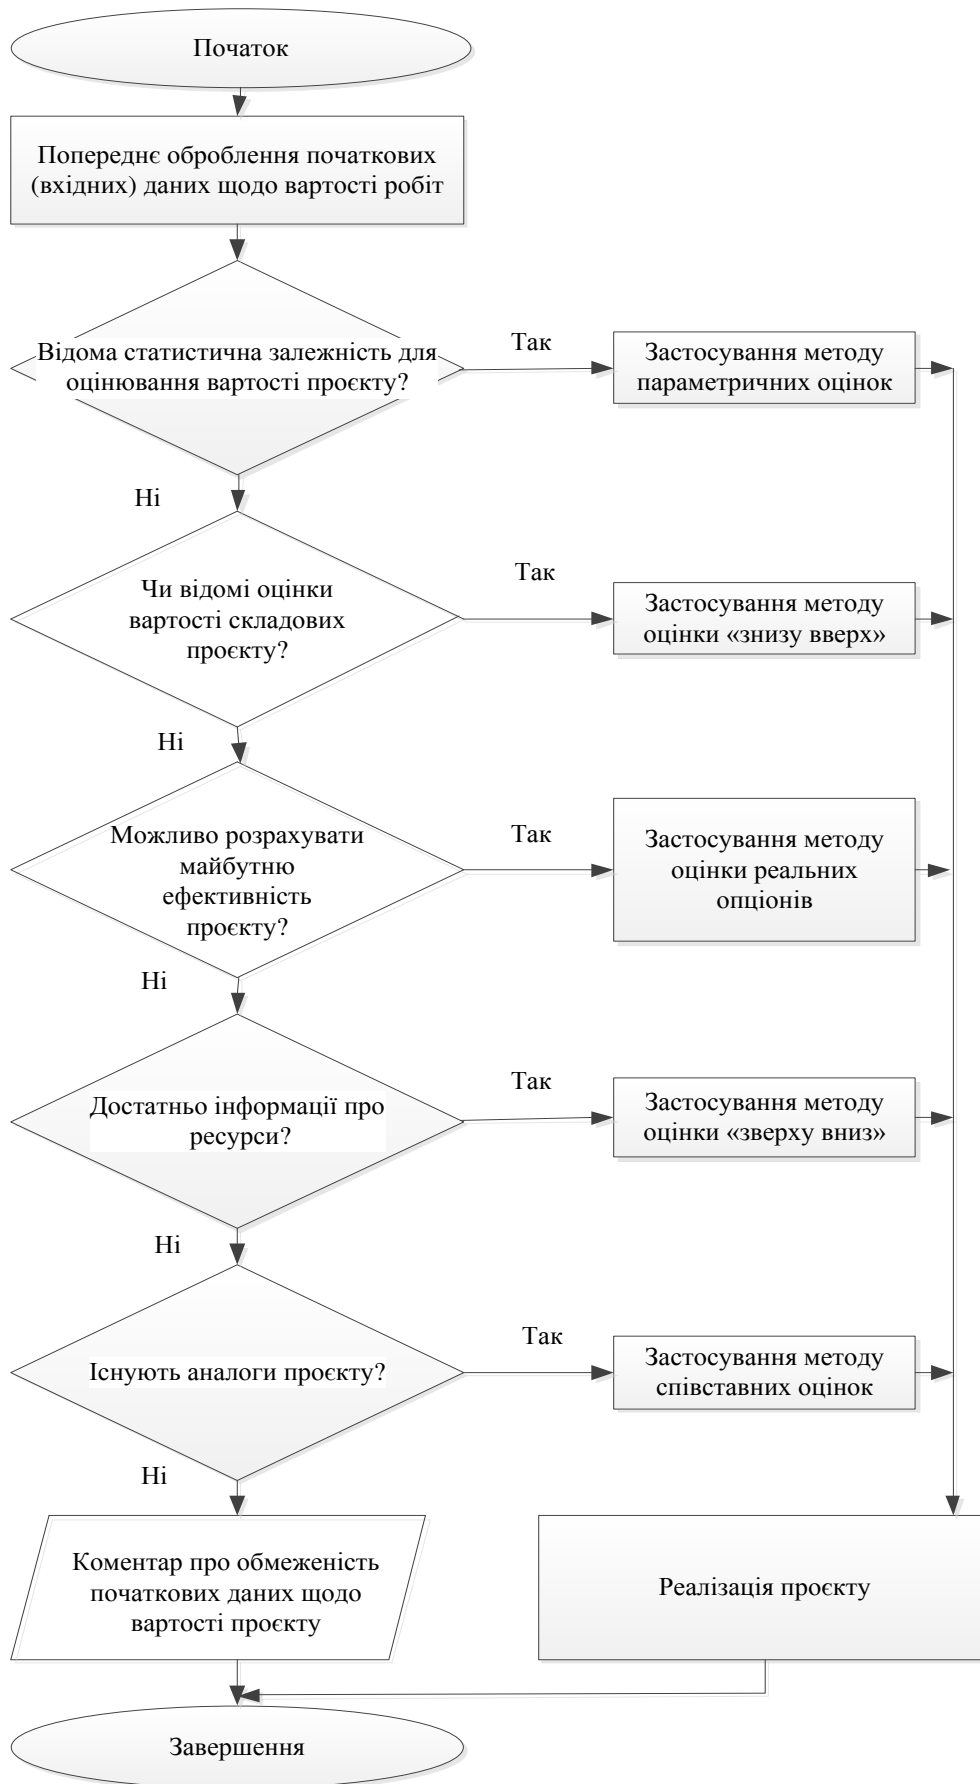 Початок
Попереднє оброблення початкових
(вхідних) даних щодо вартості робіт
Відома статистична залежність для
оцінювання вартості проєкту?
Так
Застосування методу
параметричних оцінок
Ні
Чи відомі оцінки
вартості складових
проєкту?
Так
Застосування методу
оцінки «знизу вверх»
Ні
Можливо розрахувати
майбутню
ефективність
проєкту?
Так
Застосування методу
оцінки реальних
опціонів
Ні
Достатньо інформації про
ресурси?
Так
Застосування методу
оцінки «зверху вниз»
Ні
Існують аналоги проєкту?
Так
Застосування методу
співставних оцінок
Ні
Коментар про обмеженість
початкових даних щодо
вартості проєкту
Реалізація проєкту
Завершення